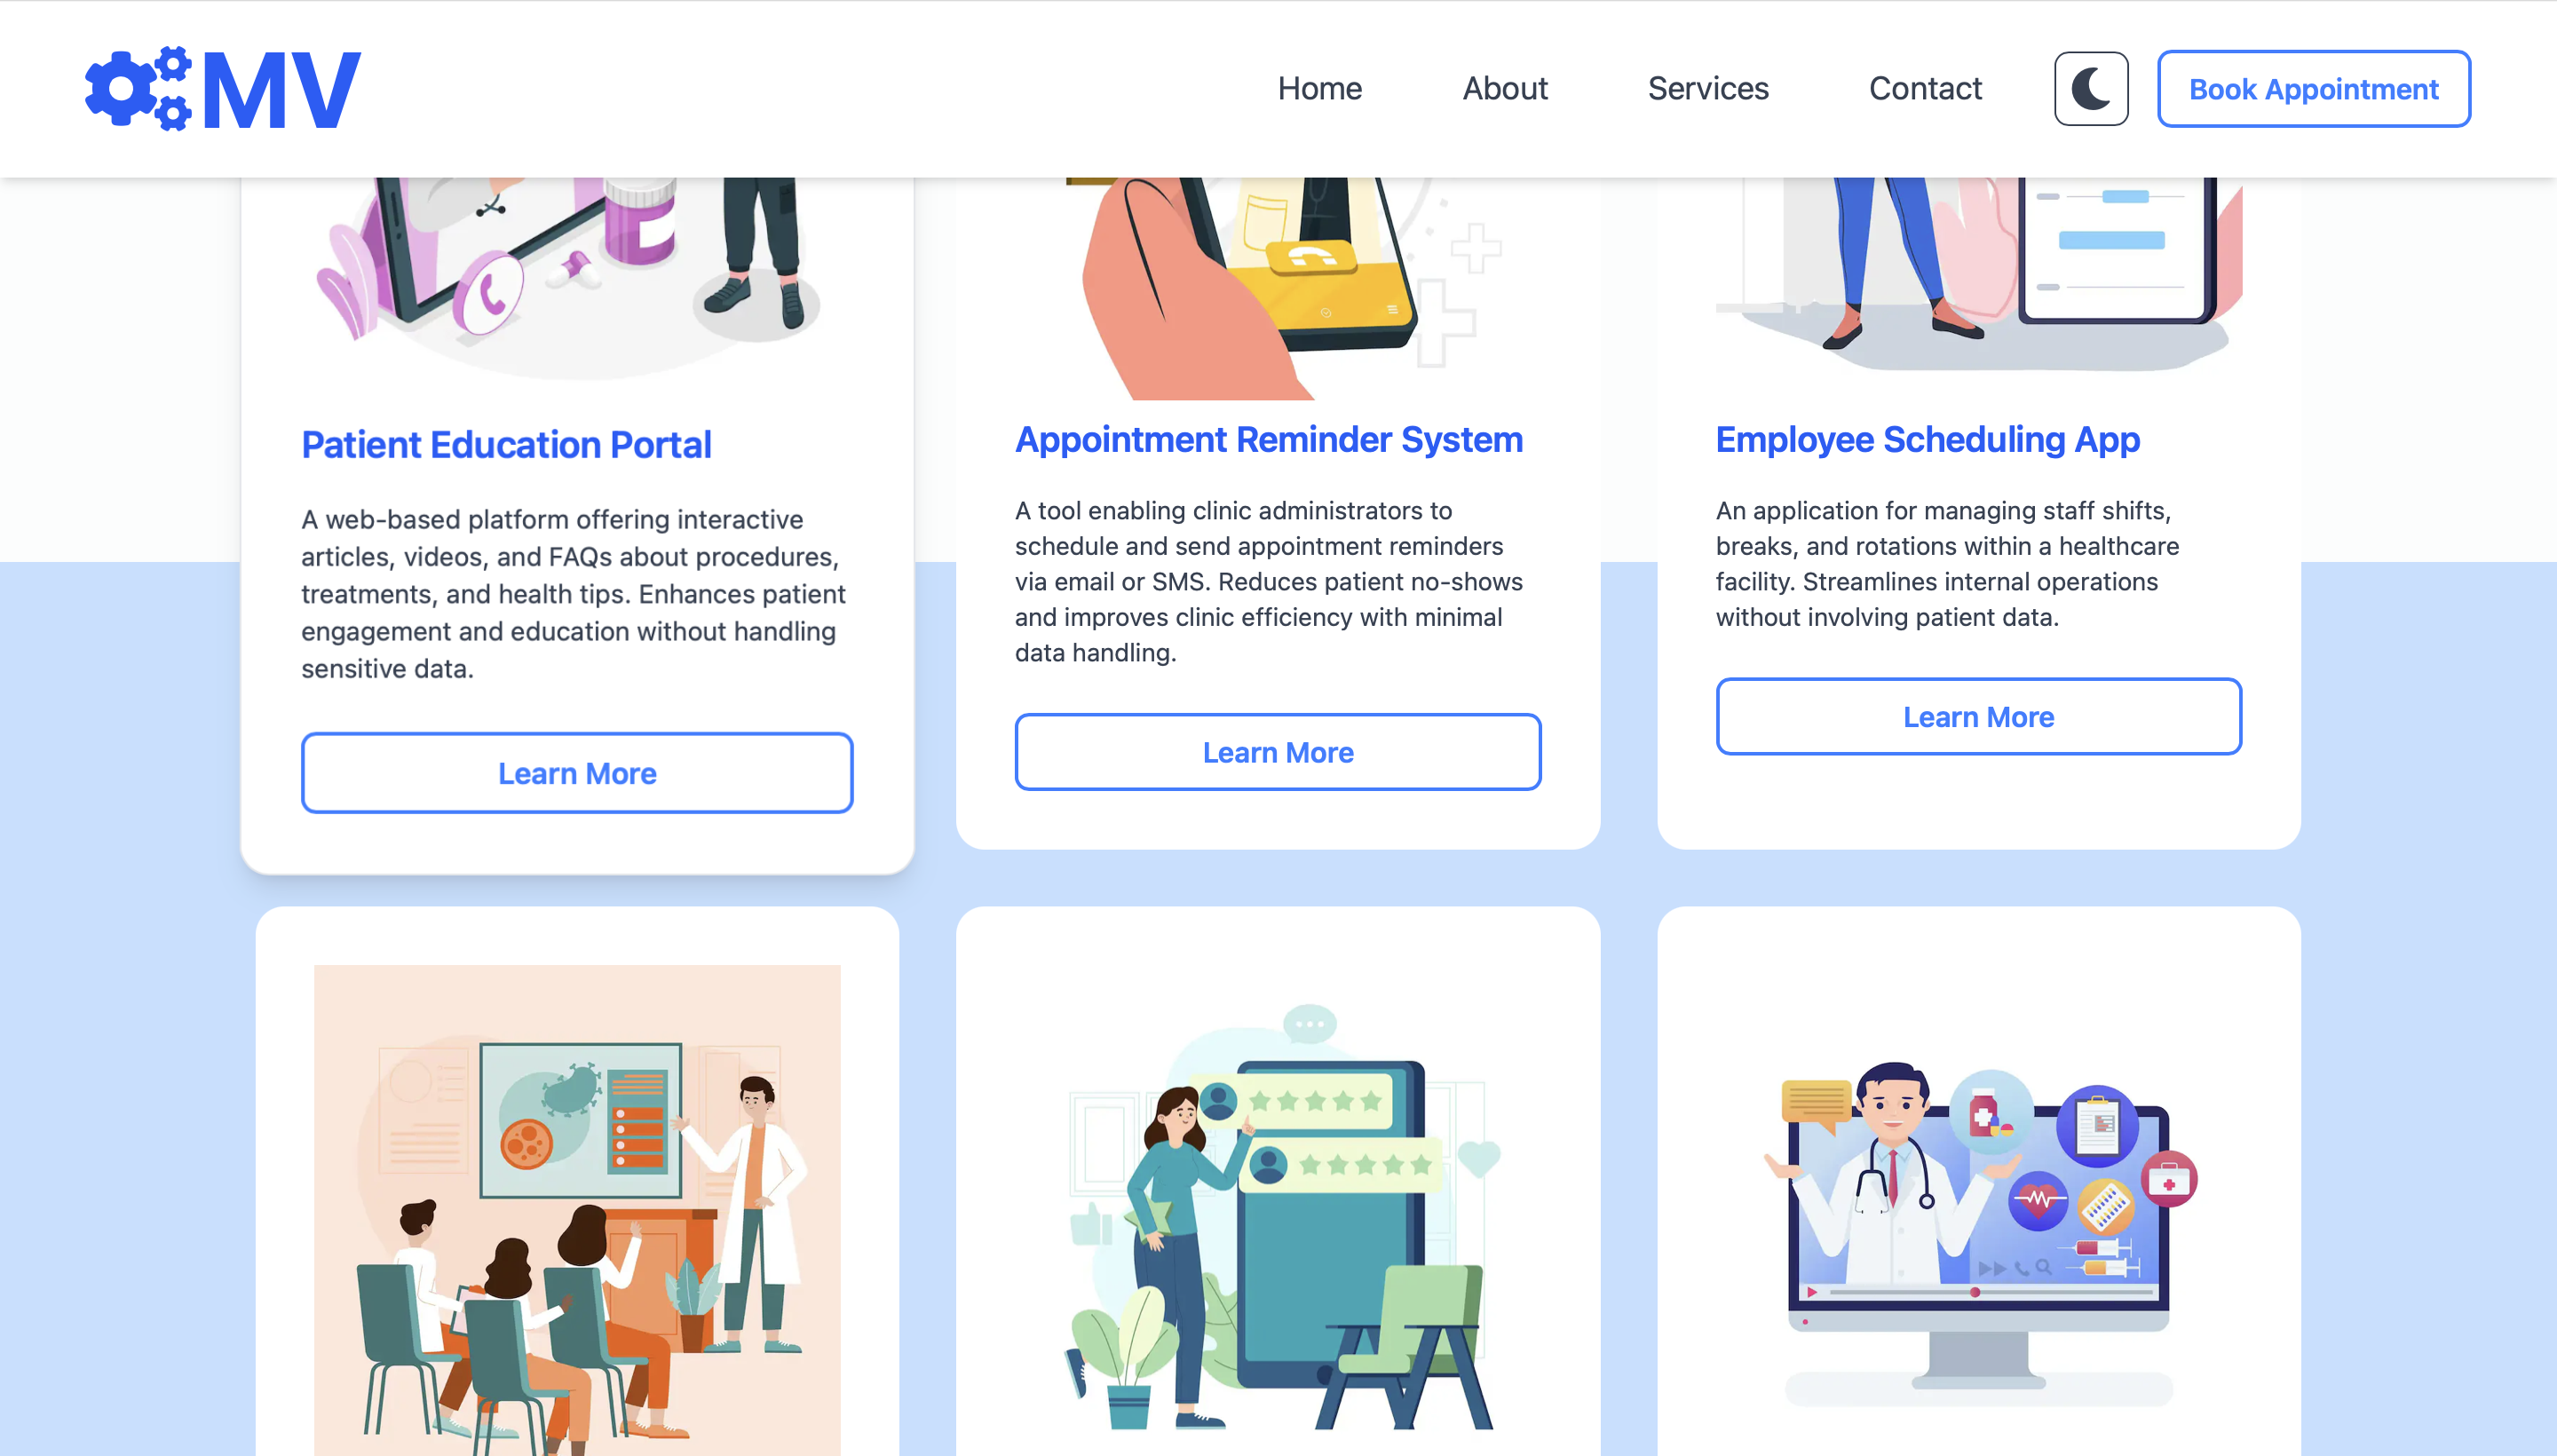 MV
Home About Services Contact Book Appointment
Patient Education Portal
A web-based platform offering interactive
articles, videos, and FAQs about procedures,
treatments, and health tips. Enhances patient
engagement and education without handling
sensitive data.
Learn More
Appointment Reminder System
A tool enabling clinic administrators to
schedule and send appointment reminders
via email or SMS. Reduces patient no-shows
and improves clinic efficiency with minimal
data handling.
Learn More
Employee Scheduling App
An application for managing staff shifts,
breaks, and rotations within a healthcare
facility. Streamlines internal operations
without involving patient data.
Learn More